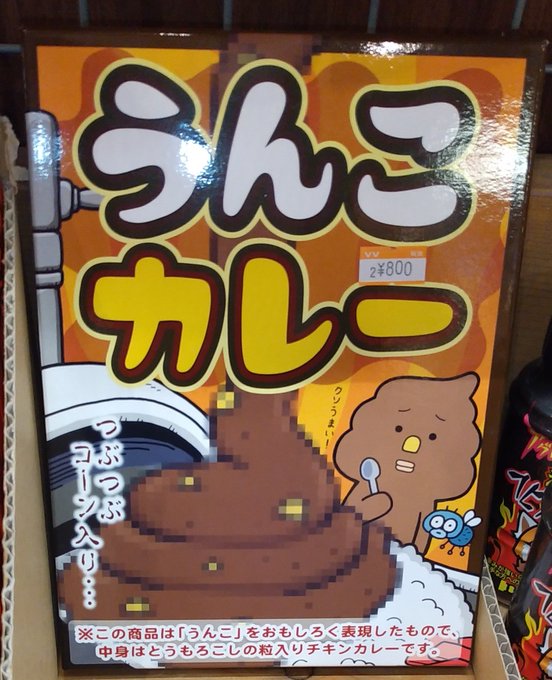 うんこ
カレー
VV
2¥800
クソうまい!
つぶつぶ
コーン入り…
※この商品は「うんこ」をおもしろく表現したもので、
中身はとうもろこしの粒入りチキンカレーです。